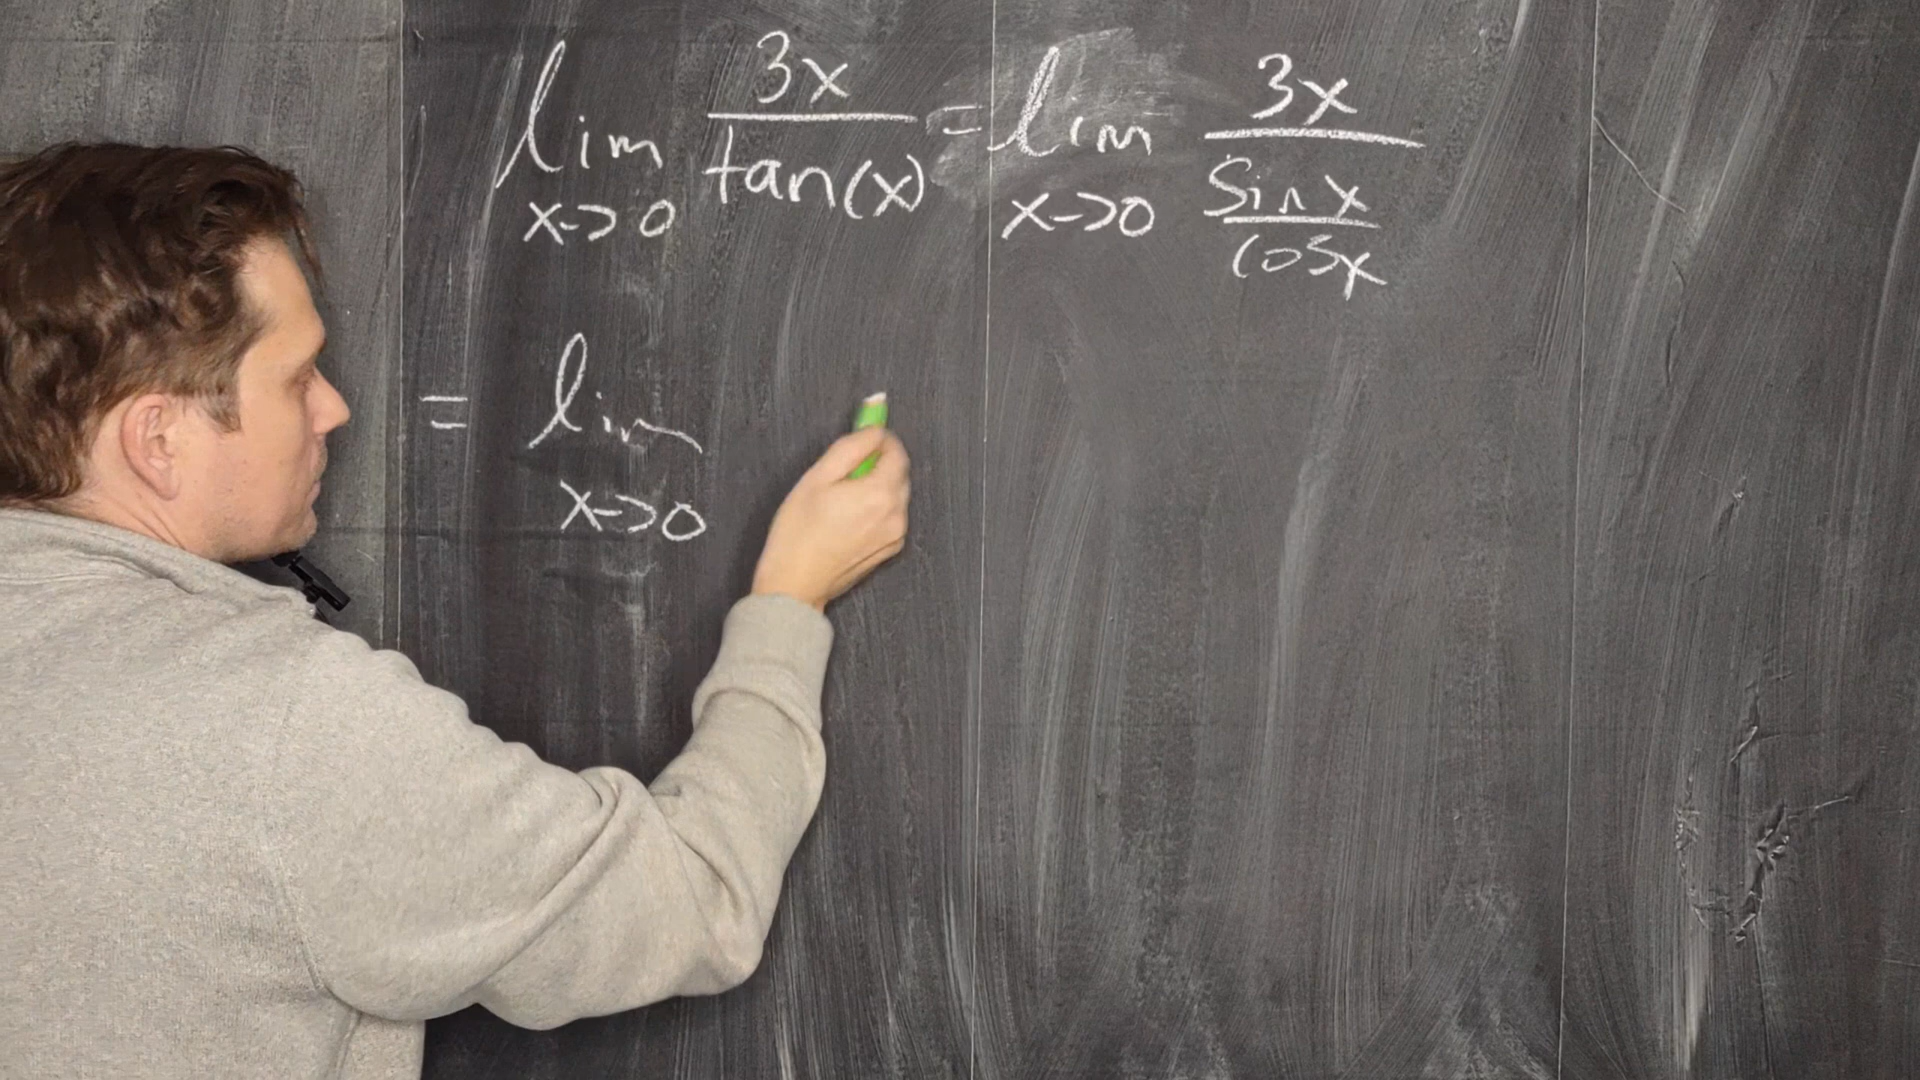 lim x->0 3x/tan(x) = lim x->0 3x/(sin x/cos x)
= lim x->0